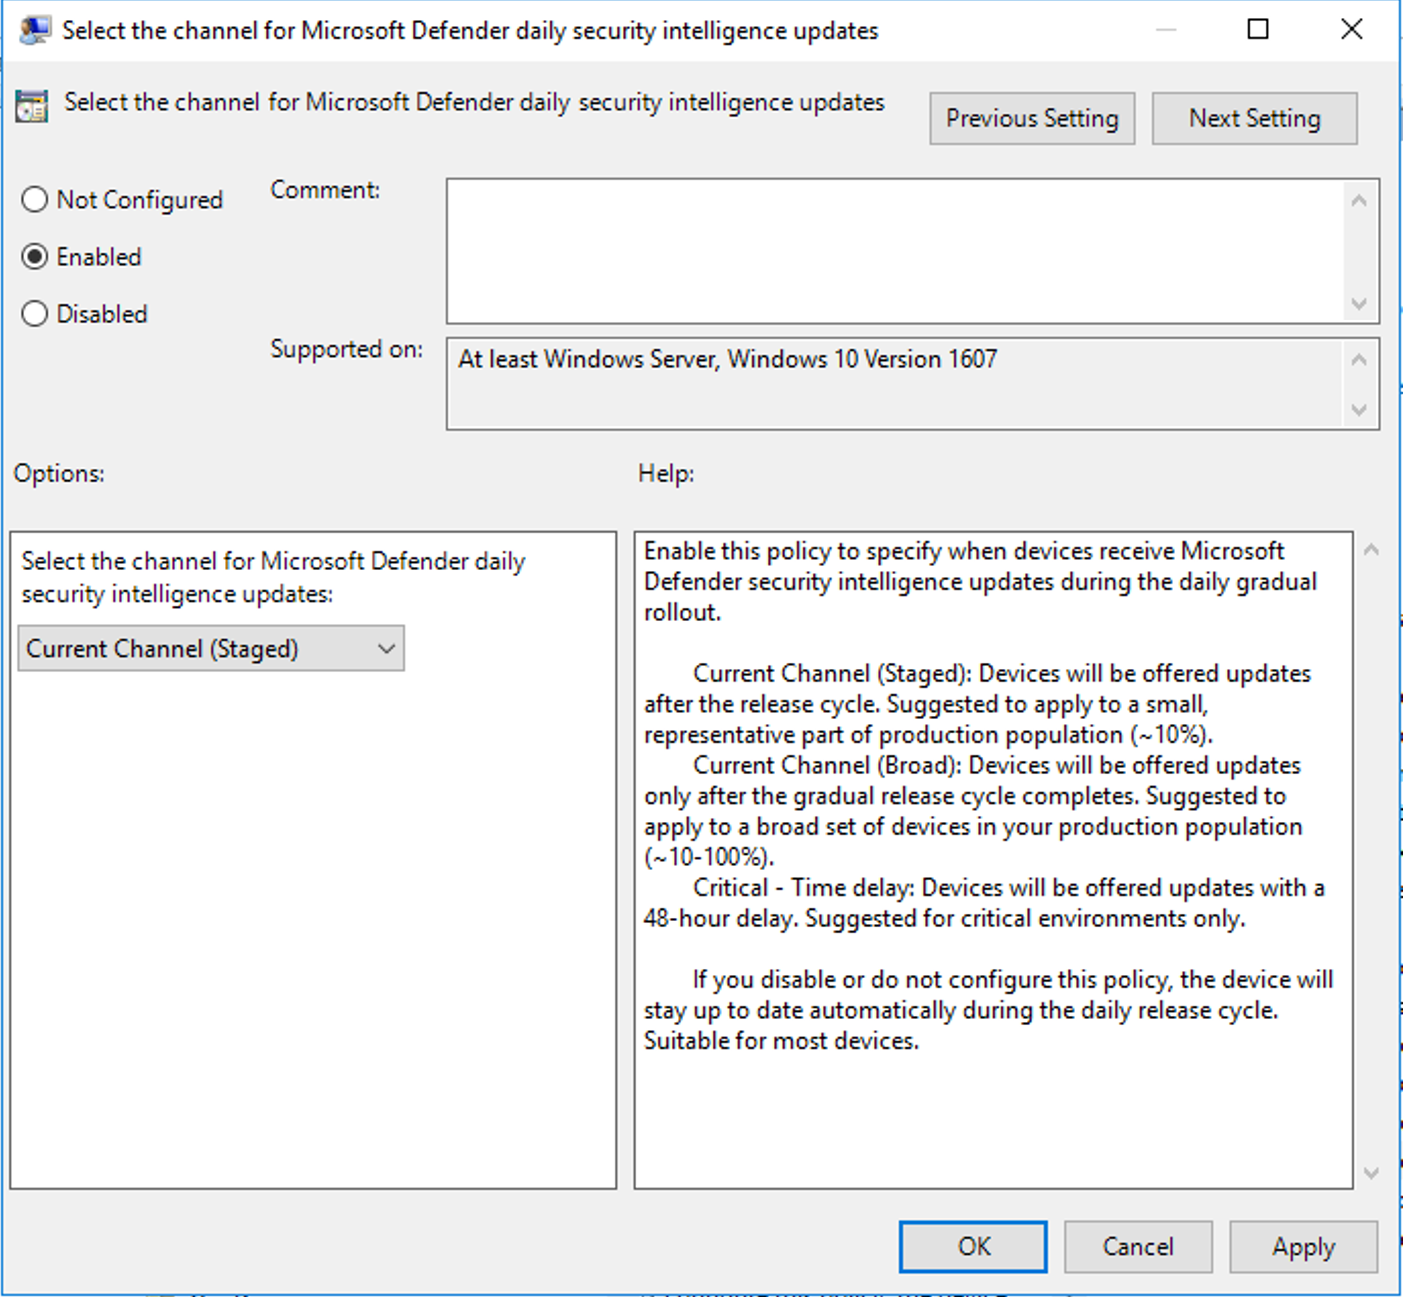 Select the channel for Microsoft Defender daily security intelligence updates
Select the channel for Microsoft Defender daily security intelligence updates
Previous Setting
Next Setting
Not Configured
Enabled
Disabled
Comment:
Supported on:
At least Windows Server, Windows 10 Version 1607
Options:
Help:
Select the channel for Microsoft Defender daily
security intelligence updates:
Current Channel (Staged)
Enable this policy to specify when devices receive Microsoft
Defender security intelligence updates during the daily gradual
rollout.
Current Channel (Staged): Devices will be offered updates
after the release cycle. Suggested to apply to a small,
representative part of production population (~10%).
Current Channel (Broad): Devices will be offered updates
only after the gradual release cycle completes. Suggested to
apply to a broad set of devices in your production population
(~10-100%).
Critical - Time delay: Devices will be offered updates with a
48-hour delay. Suggested for critical environments only.
If you disable or do not configure this policy, the device will
stay up to date automatically during the daily release cycle.
Suitable for most devices.
OK
Cancel
Apply